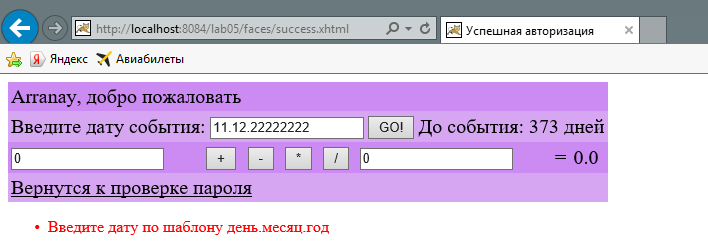 http://localhost:8084/lab05/faces/success.xhtml
Успешная авторизация
Яндекс Авиабилеты
Arranay, добро пожаловать
Введите дату события: 11.12.22222222 GO! До события: 373 дней
0 + - * / 0 = 0.0
Вернутся к проверке пароля
• Введите дату по шаблону день.месяц.год